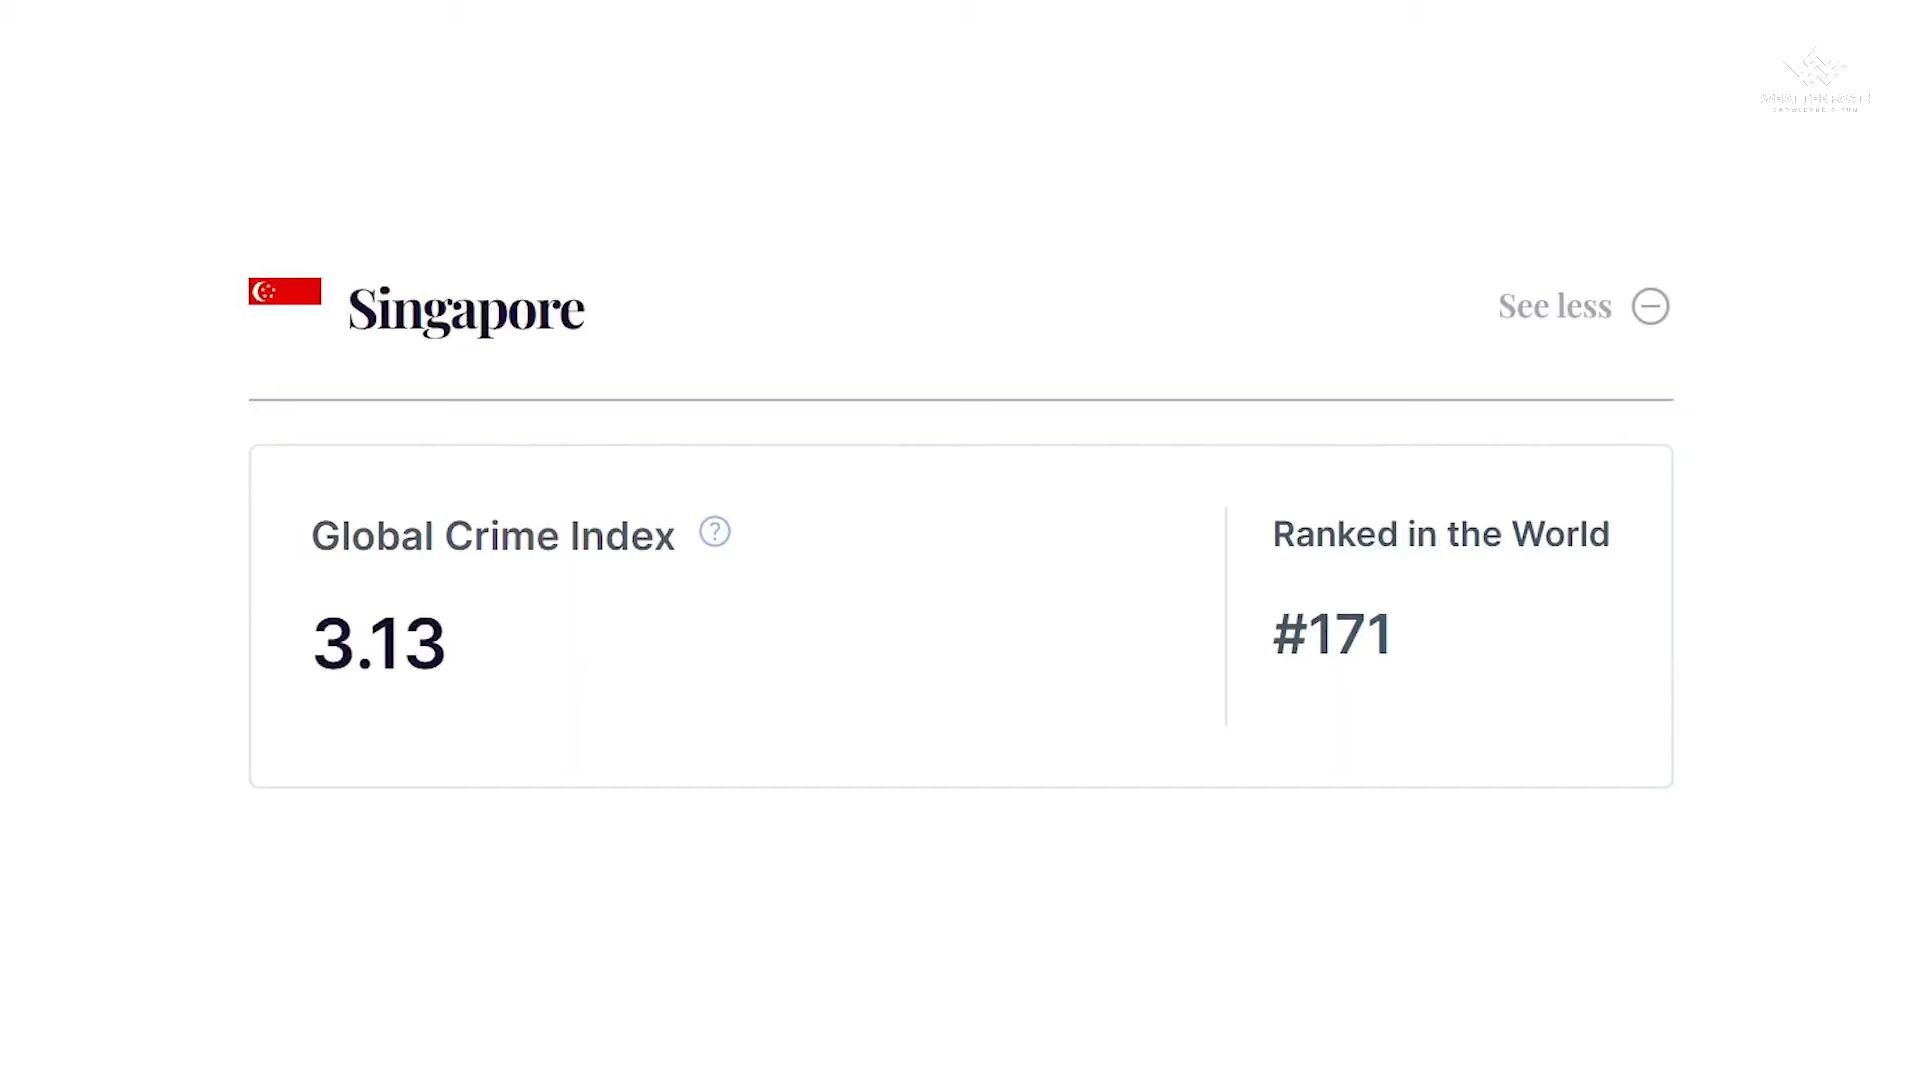 Singapore
See less
Global Crime Index
3.13
Ranked in the World
#171